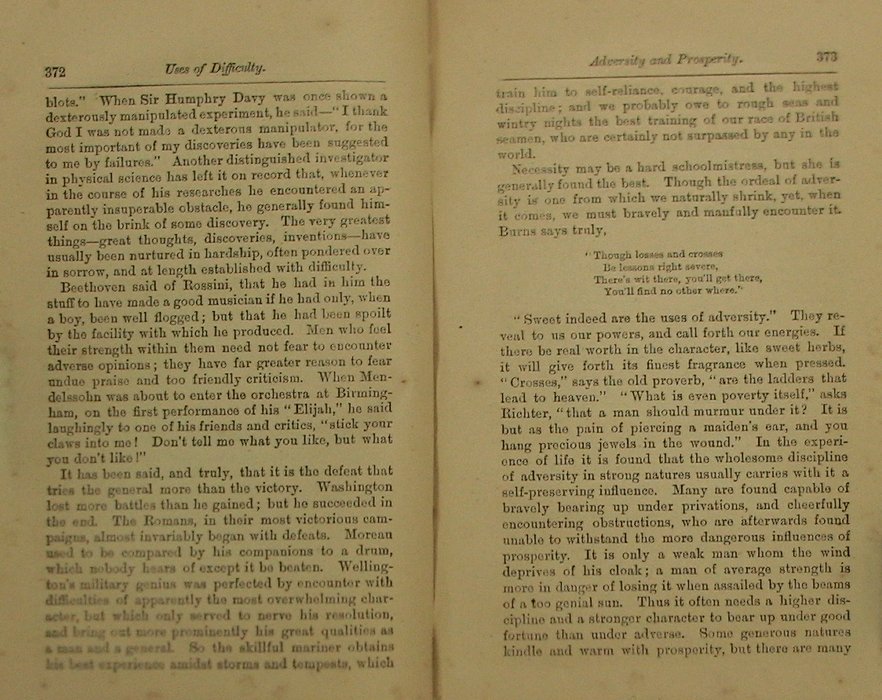 372
Uses of Difficulty.
blots." When Sir Humphry Davy was once shown a
dexterously manipulated experiment, he said—"I thank
God I was not made a dexterous manipulator, for the
most important of my discoveries have been suggested
to me by failures." Another distinguished investigator
in physical science has left it on record that, whenever
in the course of his researches he encountered an ap-
parently insuperable obstacle, he generally found him-
self on the brink of some discovery. The very greatest
things—great thoughts, discoveries, inventions—have
usually been nurtured in hardship, often pondered over
in sorrow, and at length established with difficulty.
Beethoven said of Rossini, that he had in him the
stuff to have made a good musician if he had only, when
a boy, been well flogged; but that he had been spoilt
by the facility with which he produced. Men who feel
their strength within them need not fear to encounter
adverse opinions; they have far greater reason to fear
undue praise and too friendly criticism. When Men-
delssohn was about to enter the orchestra at Birming-
ham, on the first performance of his "Elijah," he said
laughingly to one of his friends and critics, "stick your
claws into me! Don't tell me what you like, but what
you don't like!"
It has been said, and truly, that it is the defeat that
tries the general more than the victory. Washington
lost more battles than he gained; but he succeeded in
the end. The Romans, in their most victorious cam-
paigns, almost invariably began with defeats. Moreau
used to be compared by his companions to a drum,
which nobody hears of except it be beaten. Welling-
ton's military genius was perfected by encounter with
difficulties of apparently the most overwhelming char-
acter, but which only served to nerve his resolution,
and bring out more prominently his great qualities as
a man and a general. So the skillful mariner obtains
his best experience amidst storms and tempests, which
Adversity and Prosperity.
373
train him to self-reliance, courage, and the highest
discipline; and we probably owe to rough seas and
wintry nights the best training of our race of British
seamen, who are certainly not surpassed by any in the
world.
Necessity may be a hard schoolmistress, but she is
generally found the best. Though the ordeal of adver-
sity is one from which we naturally shrink, yet, when
it comes, we must bravely and manfully encounter it.
Burns says truly,
"Though losses and crosses
Be lessons right severe,
There's wit there, you'll get there,
You'll find no other where."
"Sweet indeed are the uses of adversity." They re-
veal to us our powers, and call forth our energies. If
there be real worth in the character, like sweet herbs,
it will give forth its finest fragrance when pressed.
"Crosses," says the old proverb, "are the ladders that
lead to heaven." "What is even poverty itself," asks
Richter, "that a man should murmur under it? It is
but as the pain of piercing a maiden's ear, and you
hang precious jewels in the wound." In the experi-
ence of life it is found that the wholesome discipline
of adversity in strong natures usually carries with it a
self-preserving influence. Many are found capable of
bravely bearing up under privations, and cheerfully
encountering obstructions, who are afterwards found
unable to withstand the more dangerous influences of
prosperity. It is only a weak man whom the wind
deprives of his cloak; a man of average strength is
more in danger of losing it when assailed by the beams
of a too genial sun. Thus it often needs a higher dis-
cipline and a stronger character to bear up under good
fortune than under adverse. Some generous natures
kindle and warm with prosperity, but there are many